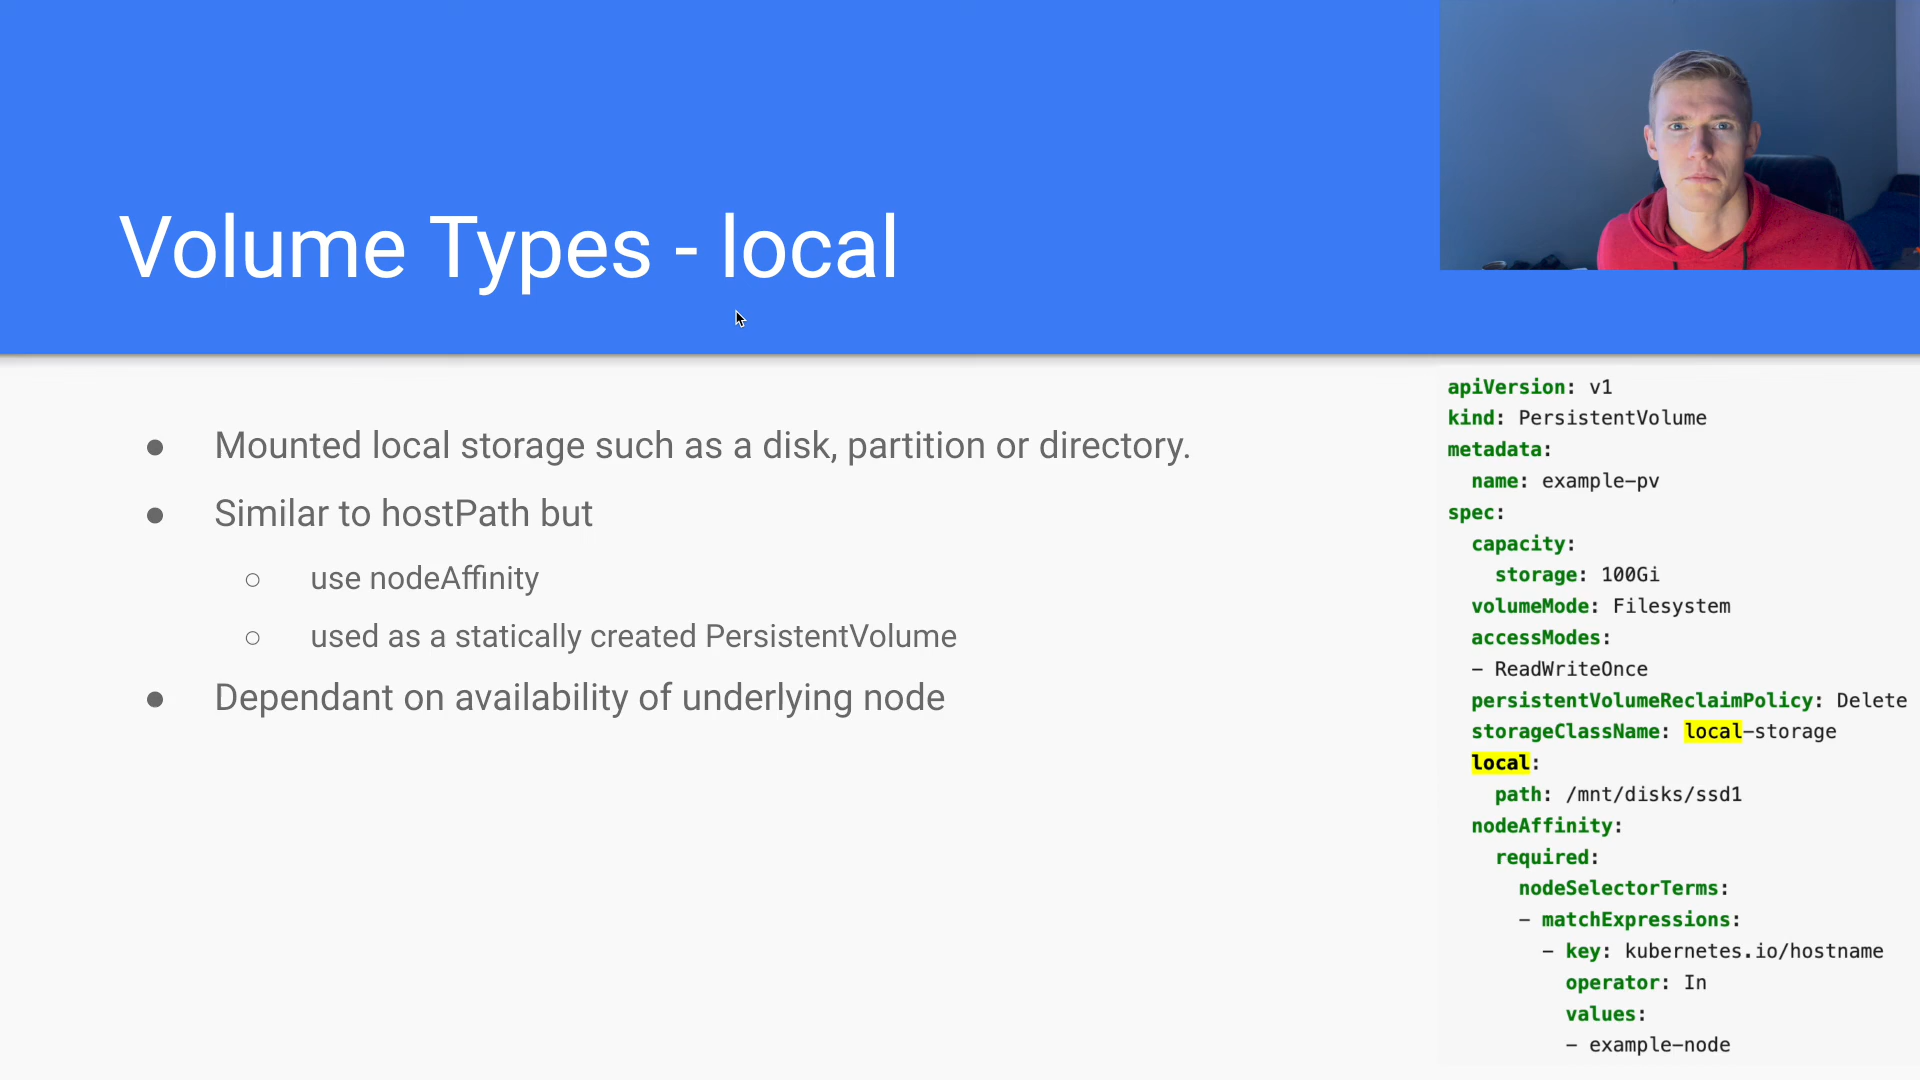 Volume Types - local
● Mounted local storage such as a disk, partition or directory.
● Similar to hostPath but
○ use nodeAffinity
○ used as a statically created PersistentVolume
● Dependant on availability of underlying node
apiVersion: v1
kind: PersistentVolume
metadata:
  name: example-pv
spec:
  capacity:
    storage: 100Gi
  volumeMode: Filesystem
  accessModes:
  - ReadWriteOnce
  persistentVolumeReclaimPolicy: Delete
  storageClassName: local-storage
  local:
    path: /mnt/disks/ssd1
  nodeAffinity:
    required:
      nodeSelectorTerms:
      - matchExpressions:
        - key: kubernetes.io/hostname
          operator: In
          values:
          - example-node